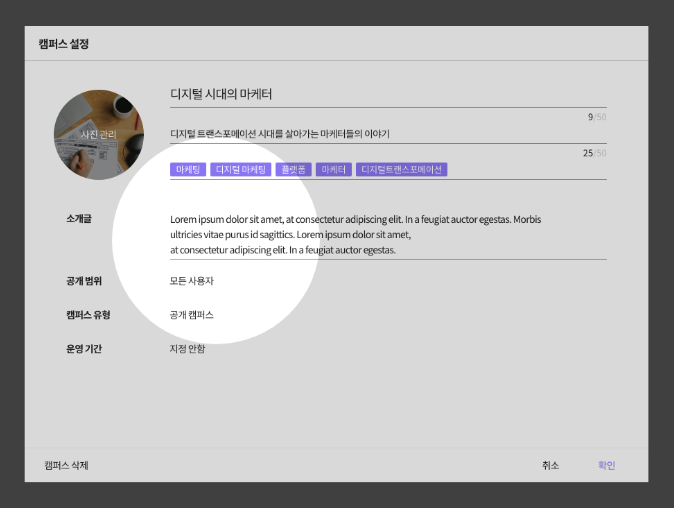 캠퍼스 설정
사진 관리
디지털 시대의 마케터
9/50
디지털 트랜스포메이션 시대를 살아가는 마케터들의 이야기
25/50
마케팅 디지털 마케팅 플랫폼 마케터 디지털트랜스포메이션
소개글
Lorem ipsum dolor sit amet, at consectetur adipiscing elit. In a feugiat auctor egestas. Morbis
ultricies vitae purus id sagittics. Lorem ipsum dolor sit amet,
at consectetur adipiscing elit. In a feugiat auctor egestas.
공개 범위 모든 사용자
캠퍼스 유형 공개 캠퍼스
운영 기간 지정 안함
캠퍼스 삭제 취소 확인